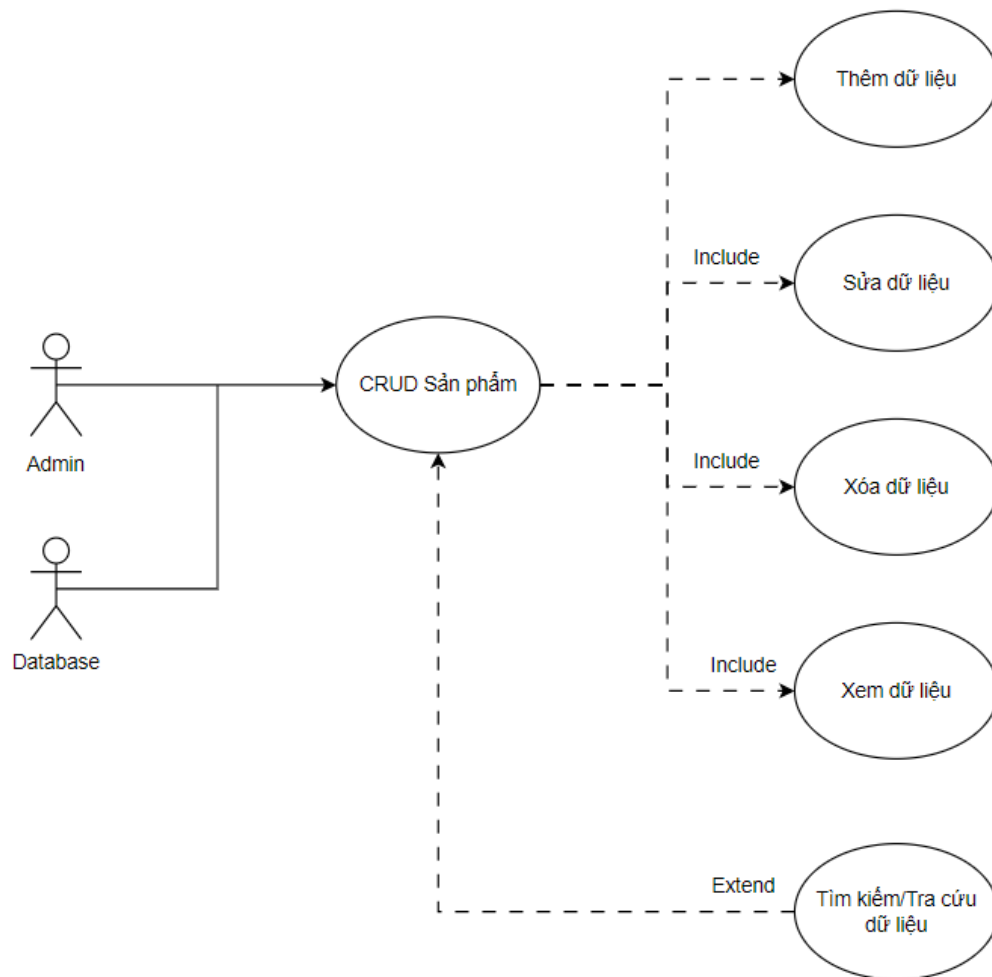 Thêm dữ liệu
Include
Sửa dữ liệu
CRUD Sản phẩm
Admin
Include
Xóa dữ liệu
Database
Include
Xem dữ liệu
Extend
Tìm kiếm/Tra cứu
dữ liệu